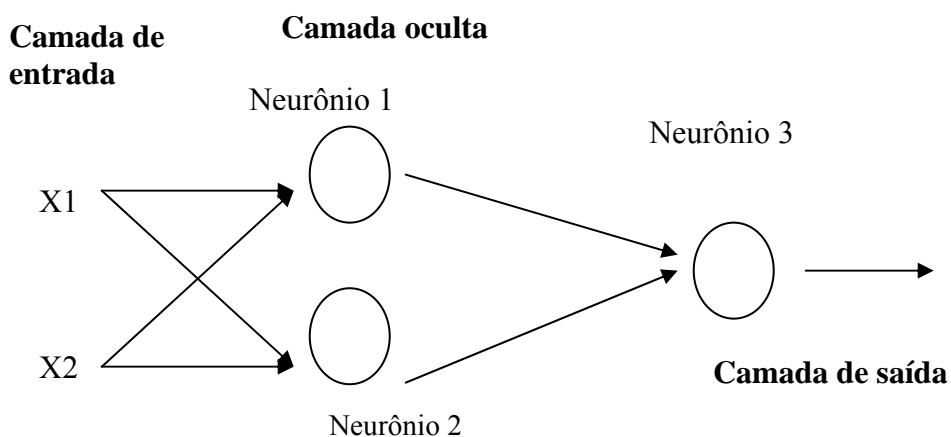 Camada de
entrada
Camada oculta
Neurônio 1
Neurônio 3
X1
X2
Camada de saída
Neurônio 2